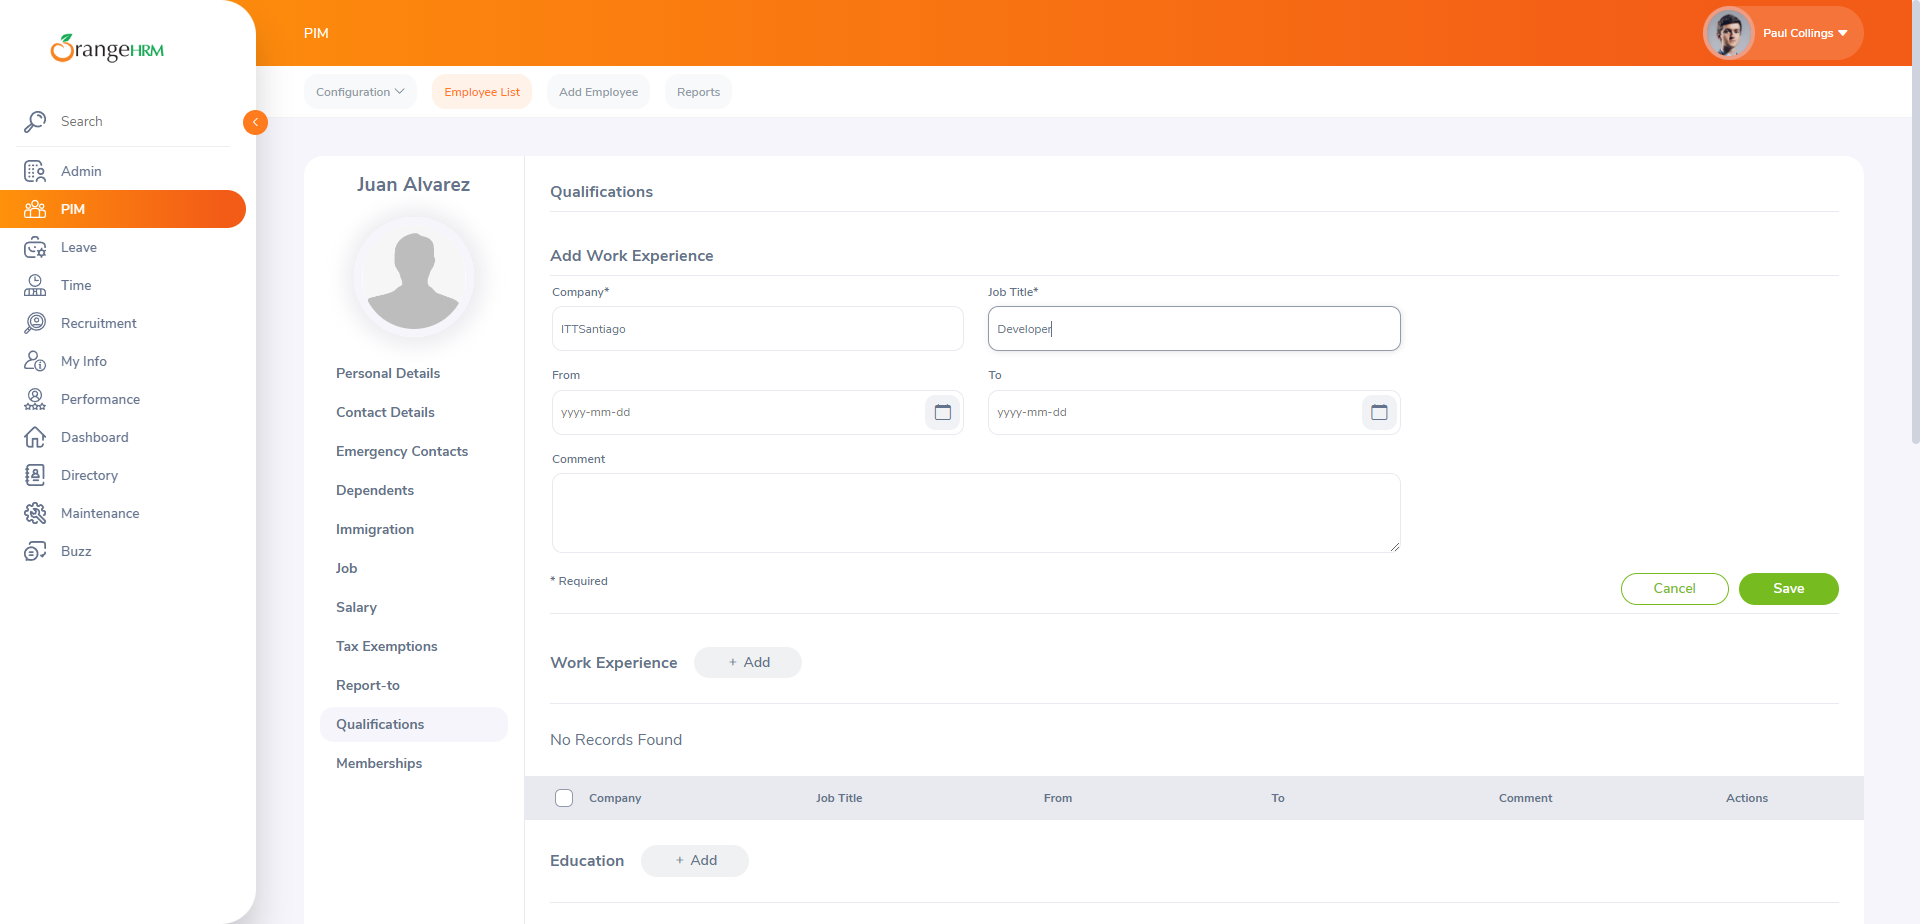 OrangeHRM
PIM
Paul Collings
Configuration
Employee List
Add Employee
Reports
Search
Admin
PIM
Leave
Time
Recruitment
My Info
Performance
Dashboard
Directory
Maintenance
Buzz
Juan Alvarez
Personal Details
Contact Details
Emergency Contacts
Dependents
Immigration
Job
Salary
Tax Exemptions
Report-to
Qualifications
Memberships
Qualifications
Add Work Experience
Company*
Job Title*
ITTSantiago
Developer
From
To
yyyy-mm-dd
yyyy-mm-dd
Comment
* Required
Cancel
Save
Work Experience
+ Add
No Records Found
Company Job Title From To Comment Actions
Education
+ Add